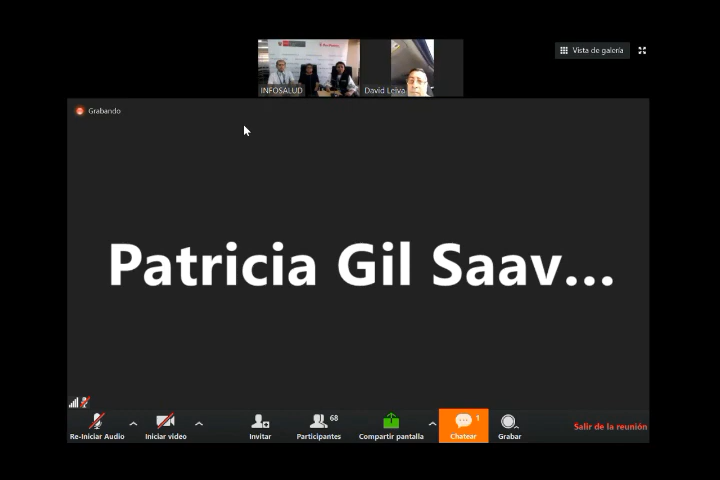 Vista de galería
INFOSALUD
David Leiva
Grabando
Patricia Gil Saav...
68
1
Re-Iniciar Audio
Iniciar video
Invitar
Participantes
Compartir pantalla
Chatear
Grabar
Salir de la reunión